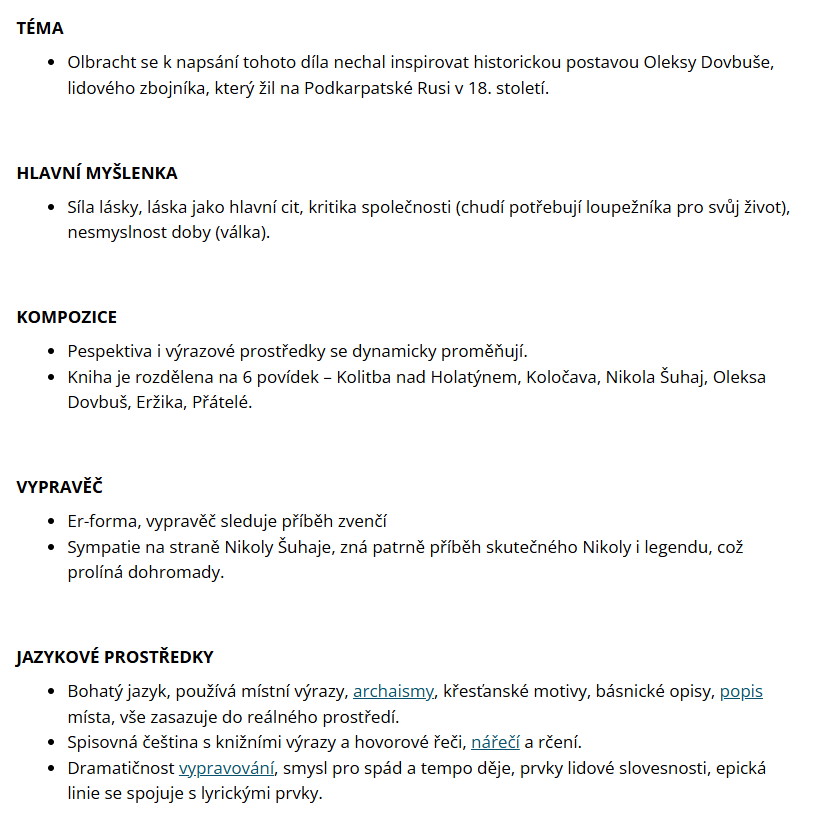 TÉMA
• Olbracht se k napsání tohoto díla nechal inspirovat historickou postavou Oleksy Dovbuše,
lidového zbojníka, který žil na Podkarpatské Rusi v 18. století.
HLAVNÍ MYŠLENKA
• Síla lásky, láska jako hlavní cit, kritika společnosti (chudí potřebují loupežníka pro svůj život),
nesmyslnost doby (válka).
KOMPOZICE
• Pespektiva i výrazové prostředky se dynamicky proměňují.
• Kniha je rozdělena na 6 povídek – Kolitba nad Holatýnem, Koločava, Nikola Šuhaj, Oleksa
Dovbuš, Eržika, Přátelé.
VYPRAVĚČ
• Er-forma, vypravěč sleduje příběh zvenčí
• Sympatie na straně Nikoly Šuhaje, zná patrně příběh skutečného Nikoly i legendu, což
prolíná dohromady.
JAZYKOVÉ PROSTŘEDKY
• Bohatý jazyk, používá místní výrazy, archaismy, křesťanské motivy, básnické opisy, popis
místa, vše zasazuje do reálného prostředí.
• Spisovná čeština s knižními výrazy a hovorové řeči, nářečí a rčení.
• Dramatičnost vypravování, smysl pro spád a tempo děje, prvky lidové slovesnosti, epická
linie se spojuje s lyrickými prvky.